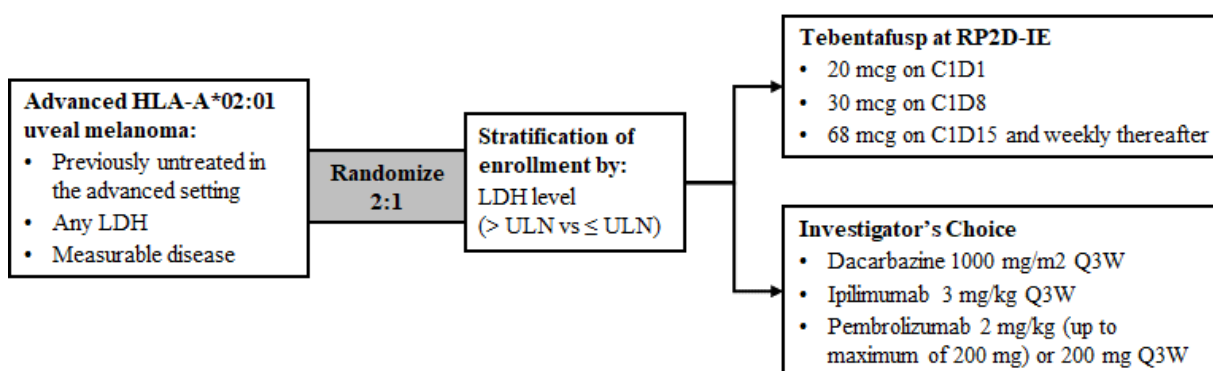 Advanced HLA-A*02:01
uveal melanoma:
• Previously untreated in
the advanced setting
• Any LDH
• Measurable disease
Randomize
2:1
Stratification of
enrollment by:
LDH level
(> ULN vs ≤ ULN)
Tebentafusp at RP2D-IE
• 20 mcg on C1D1
• 30 mcg on C1D8
• 68 mcg on C1D15 and weekly thereafter
Investigator's Choice
• Dacarbazine 1000 mg/m2 Q3W
• Ipilimumab 3 mg/kg Q3W
• Pembrolizumab 2 mg/kg (up to
maximum of 200 mg) or 200 mg Q3W